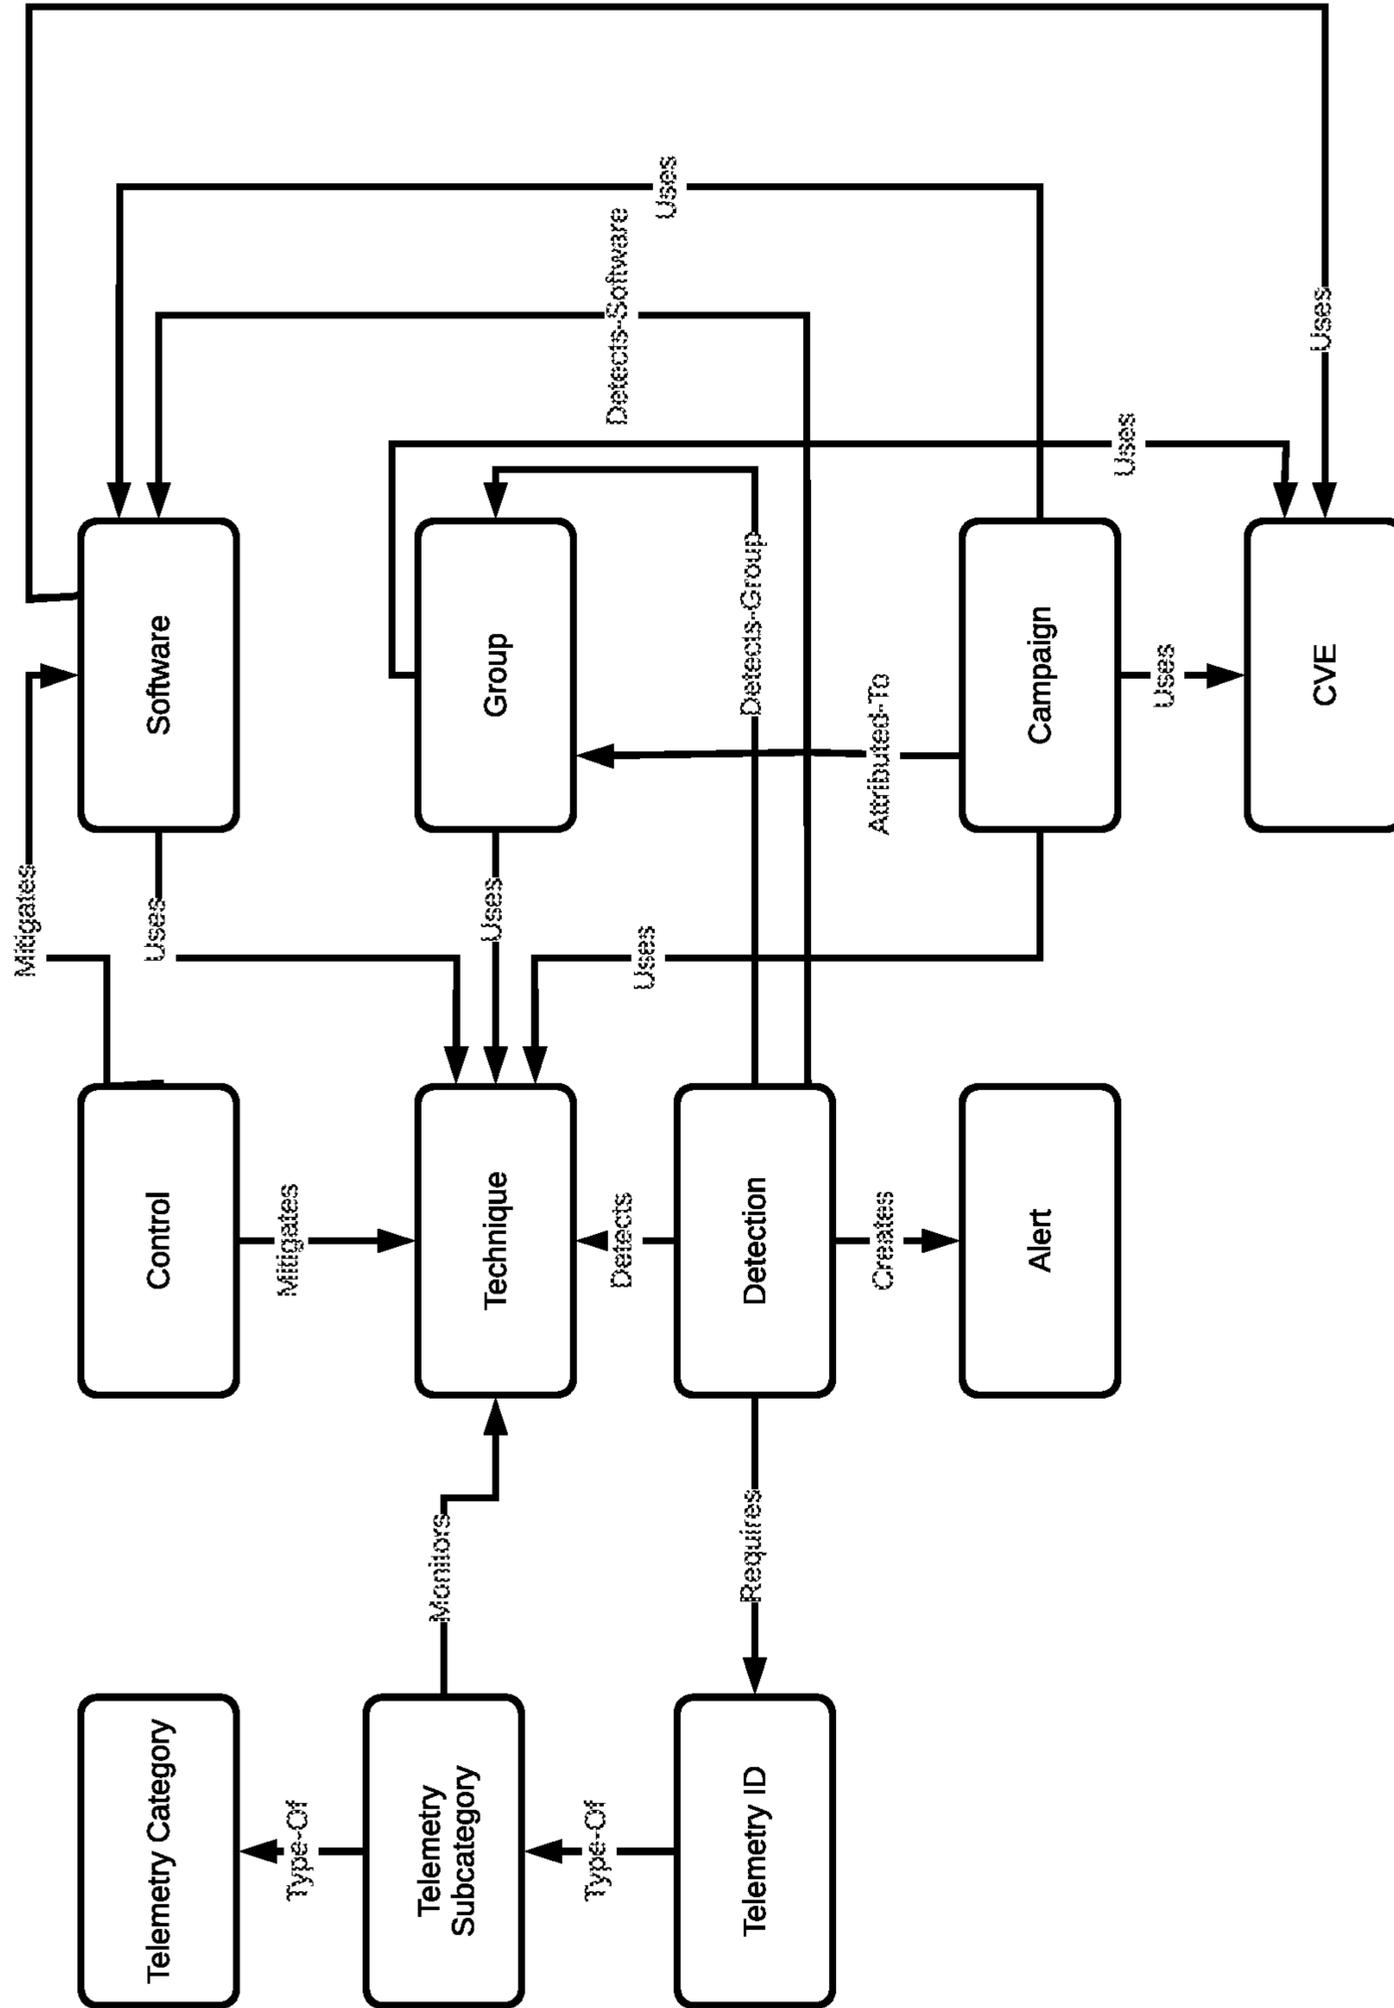 Telemetry Category
Control
Mitigates
Software
Type-Of
Mitigates
Uses
Uses
Telemetry
Subcategory
Monitors
Technique
Uses
Group
Uses
Type-Of
Detects
Uses
Detects-Software
Uses
Telemetry ID
Requires
Detection
Detects-Group
Creates
Attributed-To
Alert
Campaign
Uses
Uses
CVE